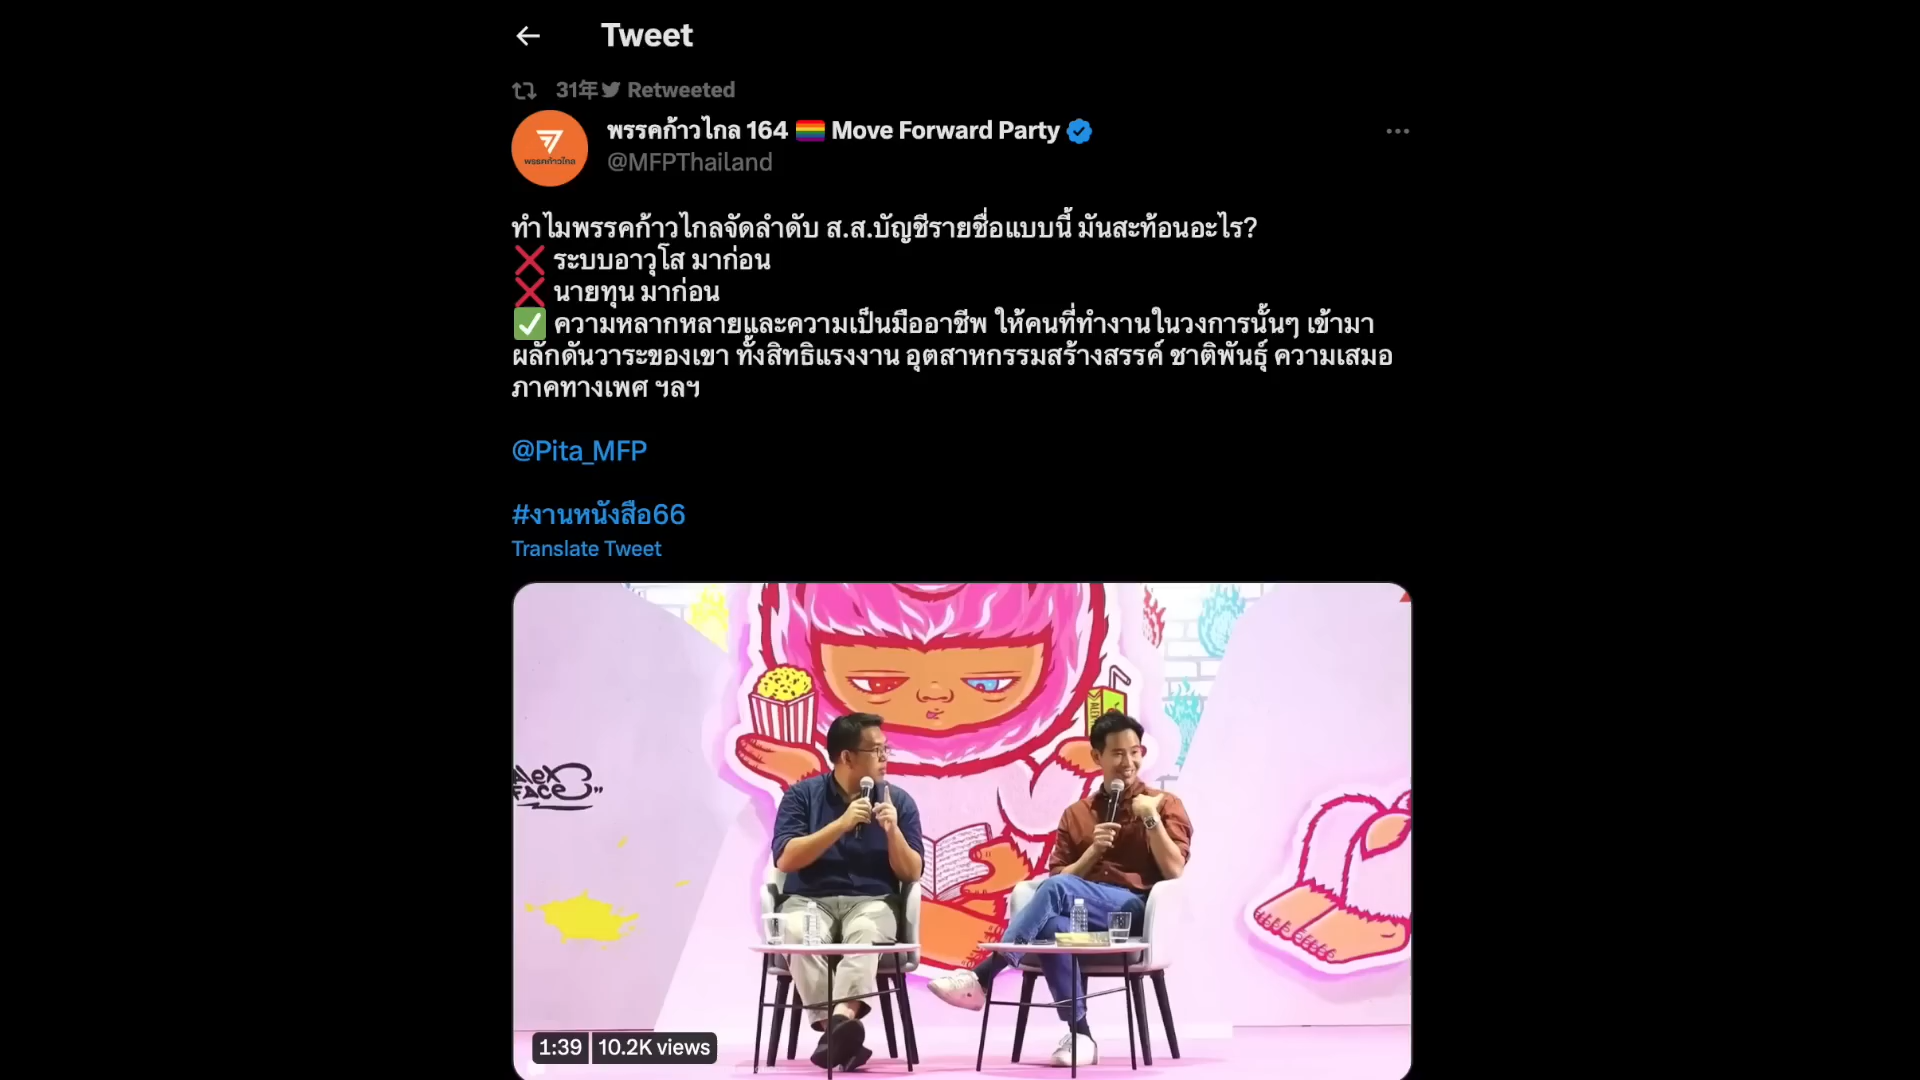 Tweet
31年 Retweeted
พรรคก้าวไกล 164 🏳️‍🌈 Move Forward Party
@MFPThailand
พรรคก้าวไกล
ทำไมพรรคก้าวไกลจัดลำดับ ส.ส.บัญชีรายชื่อแบบนี้ มันสะท้อนอะไร?
❌ ระบบอาวุโส มาก่อน
❌ นายทุน มาก่อน
✅ ความหลากหลายและความเป็นมืออาชีพ ให้คนที่ทำงานในวงการนั้นๆ เข้ามา
ผลักดันวาระของเขา ทั้งสิทธิแรงงาน อุตสาหกรรมสร้างสรรค์ ชาติพันธุ์ ความเสมอ
ภาคทางเพศ ฯลฯ
@Pita_MFP
#งานหนังสือ66
Translate Tweet
ALEX
FACE
1:39 10.2K views